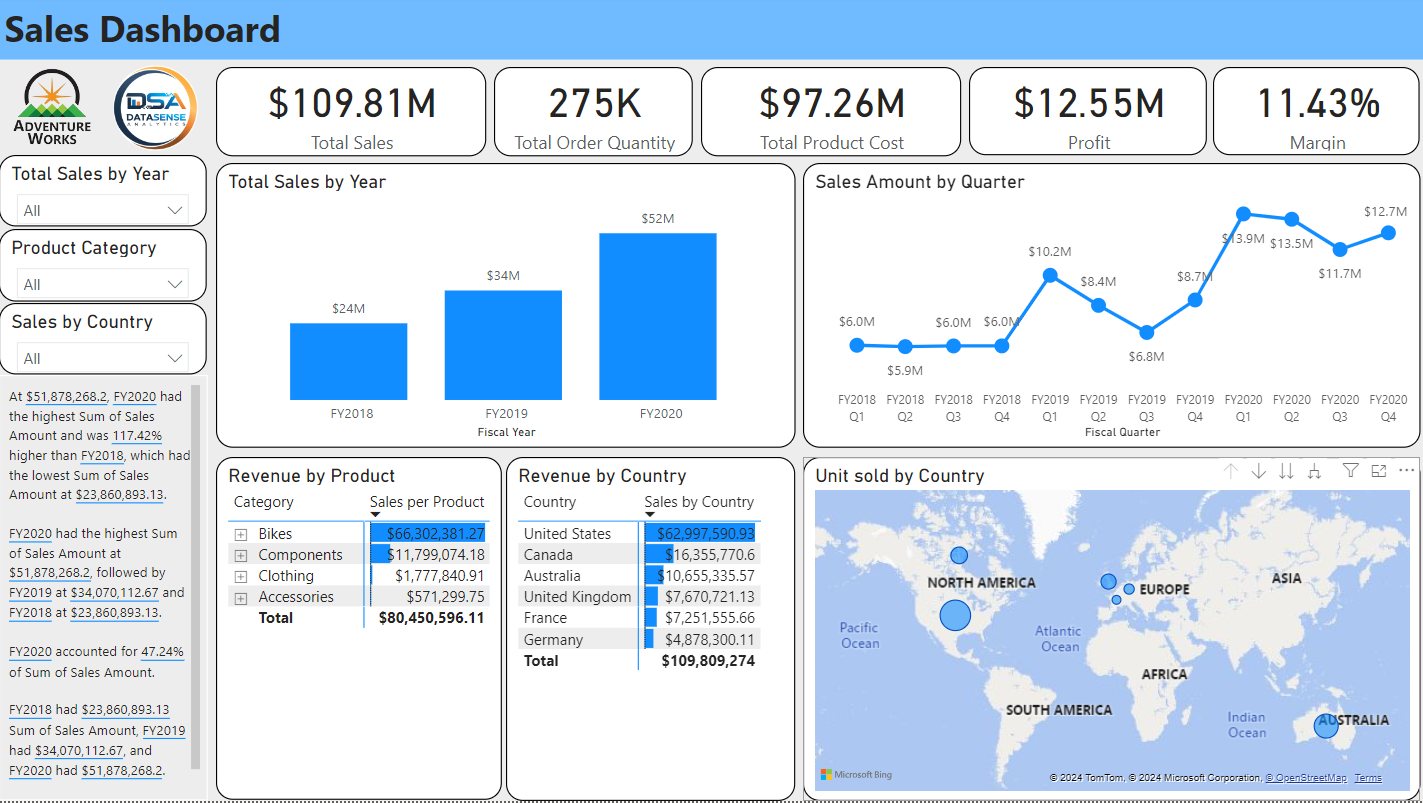 Sales Dashboard
ADVENTURE
WORKS
DSA
DATASENSE
ANALYTICS
$109.81M
Total Sales
275K
Total Order Quantity
$97.26M
Total Product Cost
$12.55M
Profit
11.43%
Margin
Total Sales by Year
All
Product Category
All
Sales by Country
All
At $51,878,268.2, FY2020 had
the highest Sum of Sales
Amount and was 117.42%
higher than FY2018, which had
the lowest Sum of Sales
Amount at $23,860,893.13.
FY2020 had the highest Sum
of Sales Amount at
$51,878,268.2, followed by
FY2019 at $34,070,112.67 and
FY2018 at $23,860,893.13.
FY2020 accounted for 47.24%
of Sum of Sales Amount.
FY2018 had $23,860,893.13
Sum of Sales Amount, FY2019
had $34,070,112.67, and
FY2020 had $51,878,268.2.
Total Sales by Year
$24M
$34M
$52M
FY2018 FY2019 FY2020
Fiscal Year
Sales Amount by Quarter
$6.0M
$5.9M
$6.0M
$6.0M
$10.2M
$8.4M
$6.8M
$8.7M
$13.9M
$13.5M
$11.7M
$12.7M
FY2018 FY2018 FY2018 FY2018 FY2019 FY2019 FY2019 FY2019 FY2020 FY2020 FY2020 FY2020
Q1 Q2 Q3 Q4 Q1 Q2 Q3 Q4 Q1 Q2 Q3 Q4
Fiscal Quarter
Revenue by Product
Category Sales per Product
Bikes $66,302,381.27
Components $11,799,074.18
Clothing $1,777,840.91
Accessories $571,299.75
Total $80,450,596.11
Revenue by Country
Country Sales by Country
United States $62,997,590.93
Canada $16,355,770.6
Australia $10,655,335.57
United Kingdom $7,670,721.13
France $7,251,555.66
Germany $4,878,300.11
Total $109,809,274
Unit sold by Country
NORTH AMERICA
EUROPE
ASIA
Pacific
Ocean
Atlantic
Ocean
AFRICA
SOUTH AMERICA
Indian
Ocean
AUSTRALIA
Microsoft Bing
© 2024 TomTom, © 2024 Microsoft Corporation, © OpenStreetMap Terms